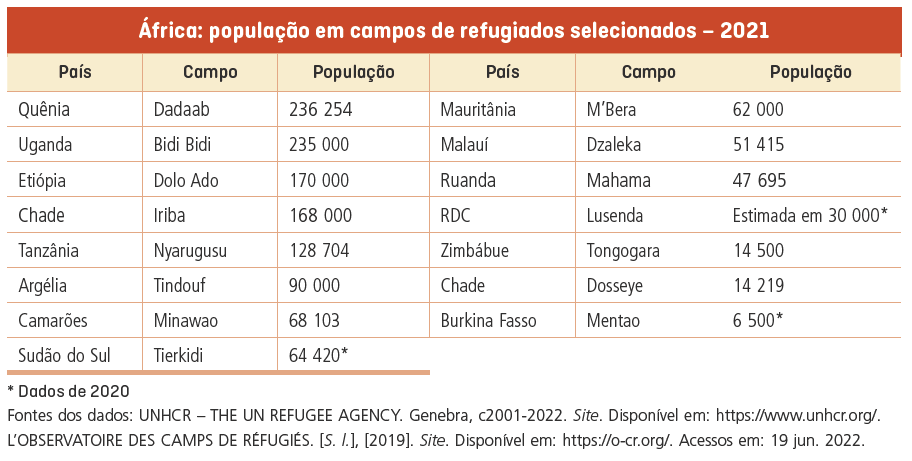 África: população em campos de refugiados selecionados – 2021
País Campo População País Campo População
Quênia Dadaab 236 254 Mauritânia M’Bera 62 000
Uganda Bidi Bidi 235 000 Malauí Dzaleka 51 415
Etiópia Dolo Ado 170 000 Ruanda Mahama 47 695
Chade Iriba 168 000 RDC Lusenda Estimada em 30 000*
Tanzânia Nyarugusu 128 704 Zimbábue Tongogara 14 500
Argélia Tindouf 90 000 Chade Dosseye 14 219
Camarões Minawao 68 103 Burkina Fasso Mentao 6 500*
Sudão do Sul Tierkidi 64 420*
* Dados de 2020
Fontes dos dados: UNHCR – THE UN REFUGEE AGENCY. Genebra, c2001-2022. Site. Disponível em: https://www.unhcr.org/.
L’OBSERVATOIRE DES CAMPS DE RÉFUGIÉS. [S. l.], [2019]. Site. Disponível em: https://o-cr.org/. Acessos em: 19 jun. 2022.